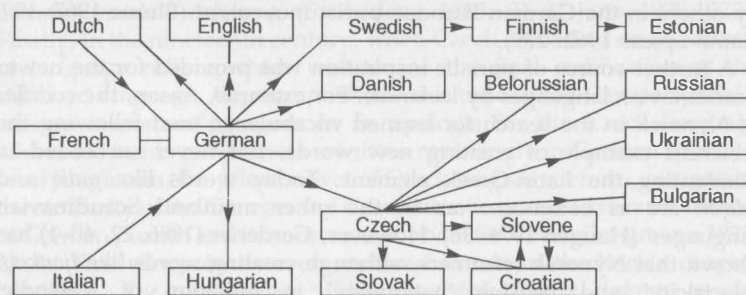 Dutch English Swedish Finnish Estonian
Danish Belorussian Russian
French German Ukrainian
Bulgarian
Czech Slovene
Italian Hungarian Slovak Croatian